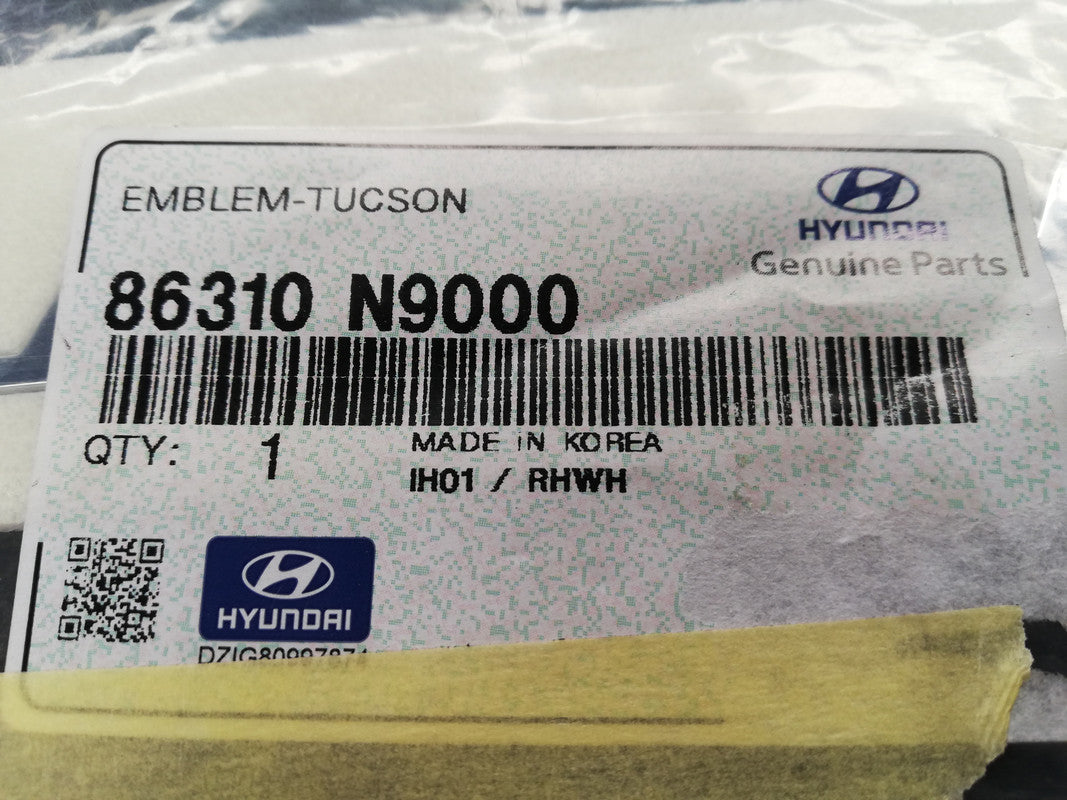 EMBLEM-TUCSON
HYUNDAI
Genuine Parts
86310 N9000
QTY: 1
MADE IN KOREA
IH01 / RHWH
HYUNDAI